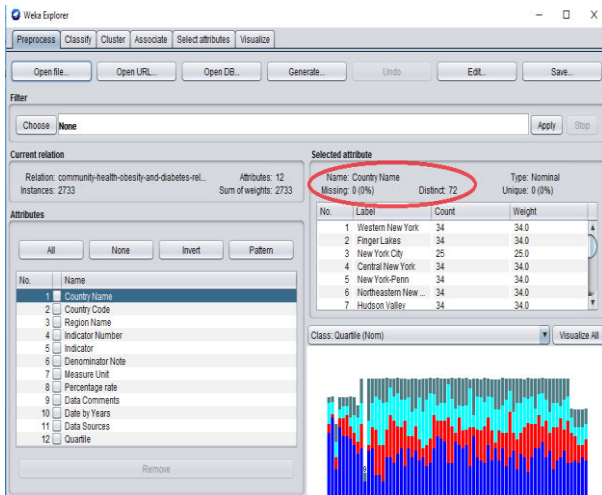 Weka Explorer
Preprocess Classify Cluster Associate Select attributes Visualize
Open file... Open URL... Open DB... Generate... Undo Edit... Save...
Filter
Choose None Apply Stop
Current relation
Relation: community-health-obesity-and-diabetes-rel... Attributes: 12
Instances: 2733 Sum of weights: 2733
Attributes
All None Invert Pattern
No. Name
1 Country Name
2 Country Code
3 Region Name
4 Indicator Number
5 Indicator
6 Denominator Note
7 Measure Unit
8 Percentage rate
9 Data Comments
10 Date by Years
11 Data Sources
12 Quartile
Remove
Selected attribute
Name: Country Name Type: Nominal
Missing: 0 (0%) Distinct: 72 Unique: 0 (0%)
No. Label Count Weight
1 Western New York 34 34.0
2 Finger Lakes 34 34.0
3 New York City 25 25.0
4 Central New York 34 34.0
5 New York-Penn 34 34.0
6 Northeastern New ... 34 34.0
7 Hudson Valley 34 34.0
Class: Quartile (Nom) Visualize All